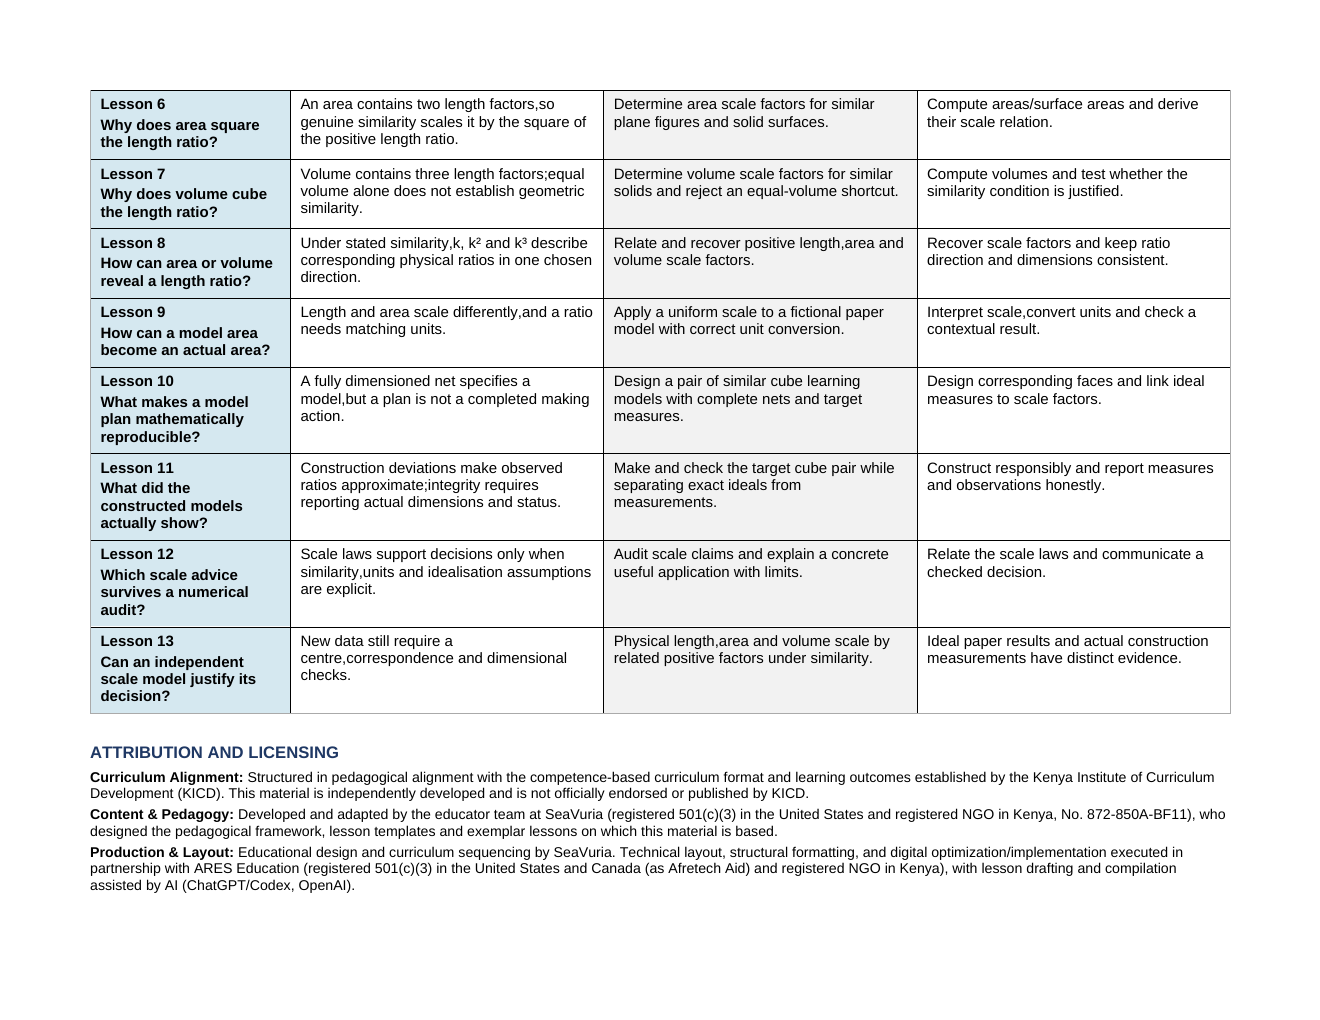 Lesson 6
Why does area square
the length ratio?
An area contains two length factors,so
genuine similarity scales it by the square of
the positive length ratio.
Determine area scale factors for similar
plane figures and solid surfaces.
Compute areas/surface areas and derive
their scale relation.
Lesson 7
Why does volume cube
the length ratio?
Volume contains three length factors;equal
volume alone does not establish geometric
similarity.
Determine volume scale factors for similar
solids and reject an equal-volume shortcut.
Compute volumes and test whether the
similarity condition is justified.
Lesson 8
How can area or volume
reveal a length ratio?
Under stated similarity,k, k² and k³ describe
corresponding physical ratios in one chosen
direction.
Relate and recover positive length,area and
volume scale factors.
Recover scale factors and keep ratio
direction and dimensions consistent.
Lesson 9
How can a model area
become an actual area?
Length and area scale differently,and a ratio
needs matching units.
Apply a uniform scale to a fictional paper
model with correct unit conversion.
Interpret scale,convert units and check a
contextual result.
Lesson 10
What makes a model
plan mathematically
reproducible?
A fully dimensioned net specifies a
model,but a plan is not a completed making
action.
Design a pair of similar cube learning
models with complete nets and target
measures.
Design corresponding faces and link ideal
measures to scale factors.
Lesson 11
What did the
constructed models
actually show?
Construction deviations make observed
ratios approximate;integrity requires
reporting actual dimensions and status.
Make and check the target cube pair while
separating exact ideals from
measurements.
Construct responsibly and report measures
and observations honestly.
Lesson 12
Which scale advice
survives a numerical
audit?
Scale laws support decisions only when
similarity,units and idealisation assumptions
are explicit.
Audit scale claims and explain a concrete
useful application with limits.
Relate the scale laws and communicate a
checked decision.
Lesson 13
Can an independent
scale model justify its
decision?
New data still require a
centre,correspondence and dimensional
checks.
Physical length,area and volume scale by
related positive factors under similarity.
Ideal paper results and actual construction
measurements have distinct evidence.
ATTRIBUTION AND LICENSING
Curriculum Alignment: Structured in pedagogical alignment with the competence-based curriculum format and learning outcomes established by the Kenya Institute of Curriculum
Development (KICD). This material is independently developed and is not officially endorsed or published by KICD.
Content & Pedagogy: Developed and adapted by the educator team at SeaVuria (registered 501(c)(3) in the United States and registered NGO in Kenya, No. 872-850A-BF11), who
designed the pedagogical framework, lesson templates and exemplar lessons on which this material is based.
Production & Layout: Educational design and curriculum sequencing by SeaVuria. Technical layout, structural formatting, and digital optimization/implementation executed in
partnership with ARES Education (registered 501(c)(3) in the United States and Canada (as Afretech Aid) and registered NGO in Kenya), with lesson drafting and compilation
assisted by AI (ChatGPT/Codex, OpenAI).